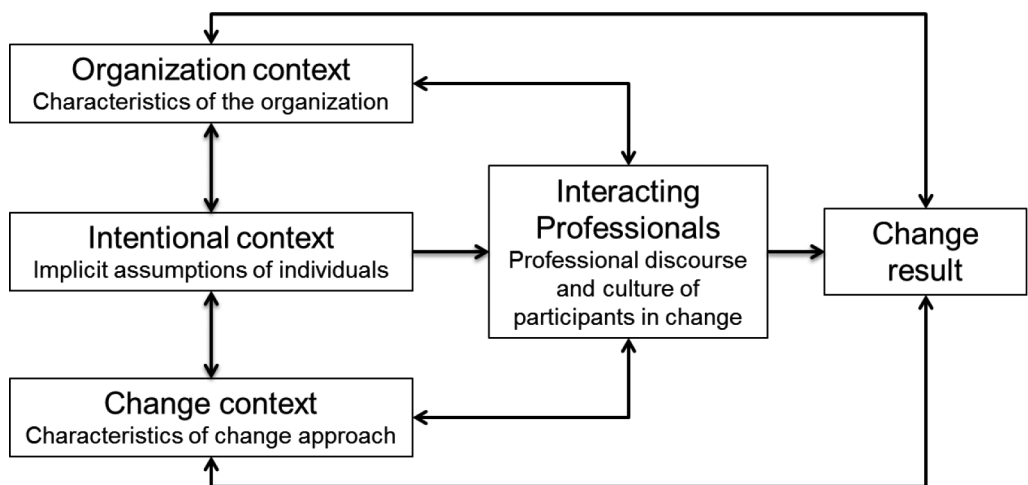 Organization context
Characteristics of the organization
Intentional context
Implicit assumptions of individuals
Change context
Characteristics of change approach
Interacting
Professionals
Professional discourse
and culture of
participants in change
Change
result